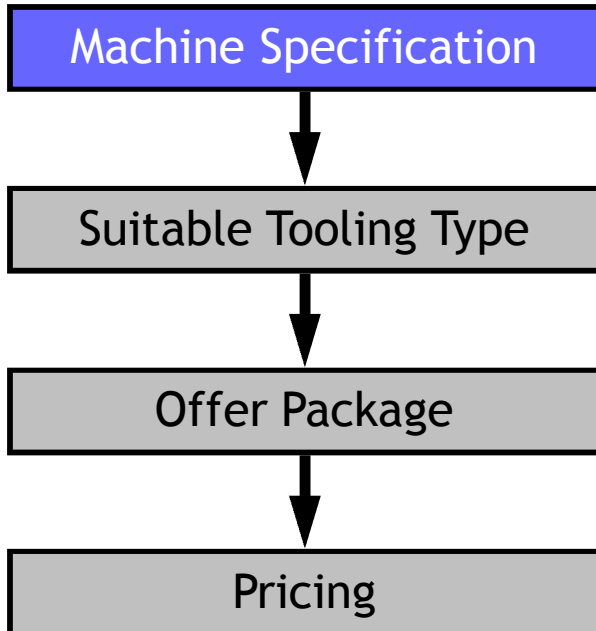 Machine Specification
Suitable Tooling Type
Offer Package
Pricing